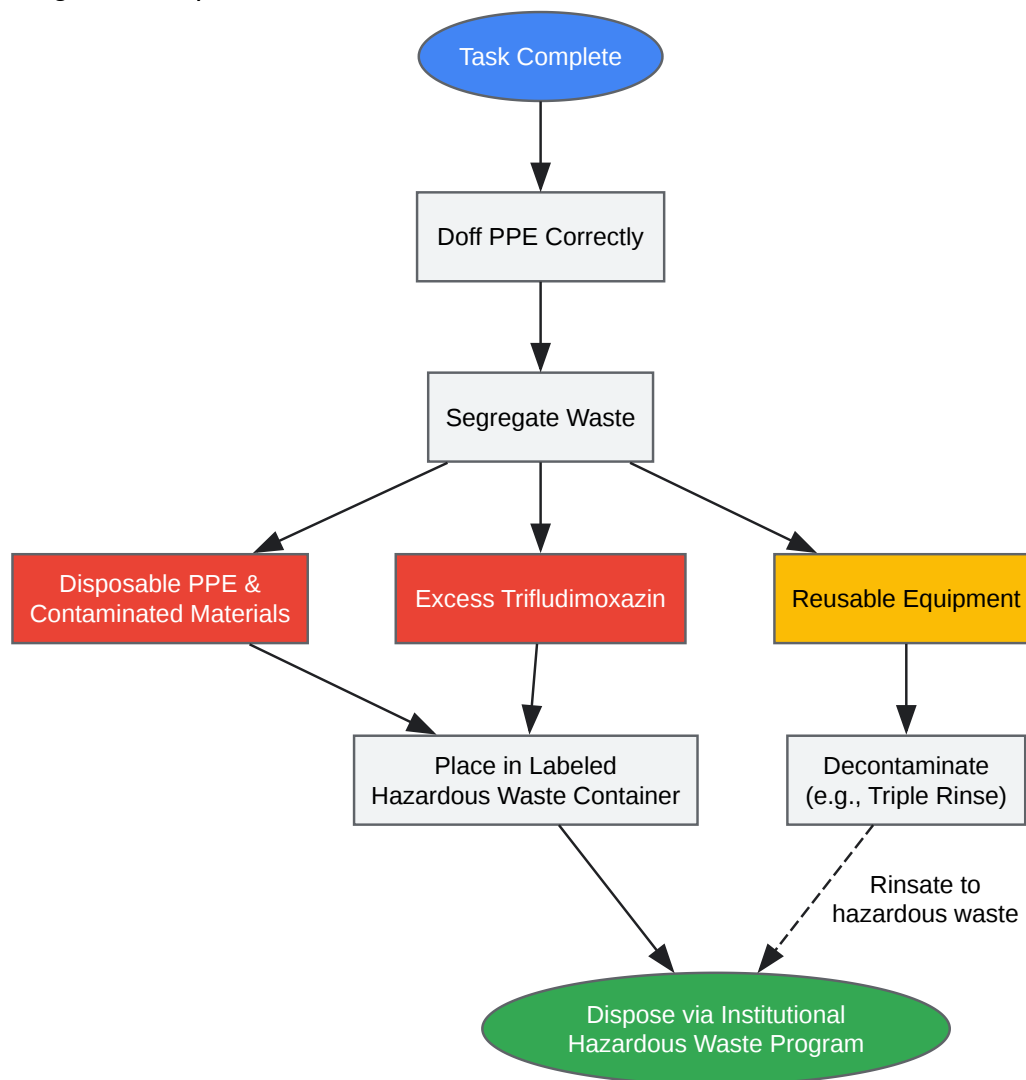 Task Complete
Doff PPE Correctly
Segregate Waste
Disposable PPE &
Contaminated Materials
Excess Trifludimoxazin
Reusable Equipment
Place in Labeled
Hazardous Waste Container
Decontaminate
(e.g., Triple Rinse)
Rinsate to
hazardous waste
Dispose via Institutional
Hazardous Waste Program